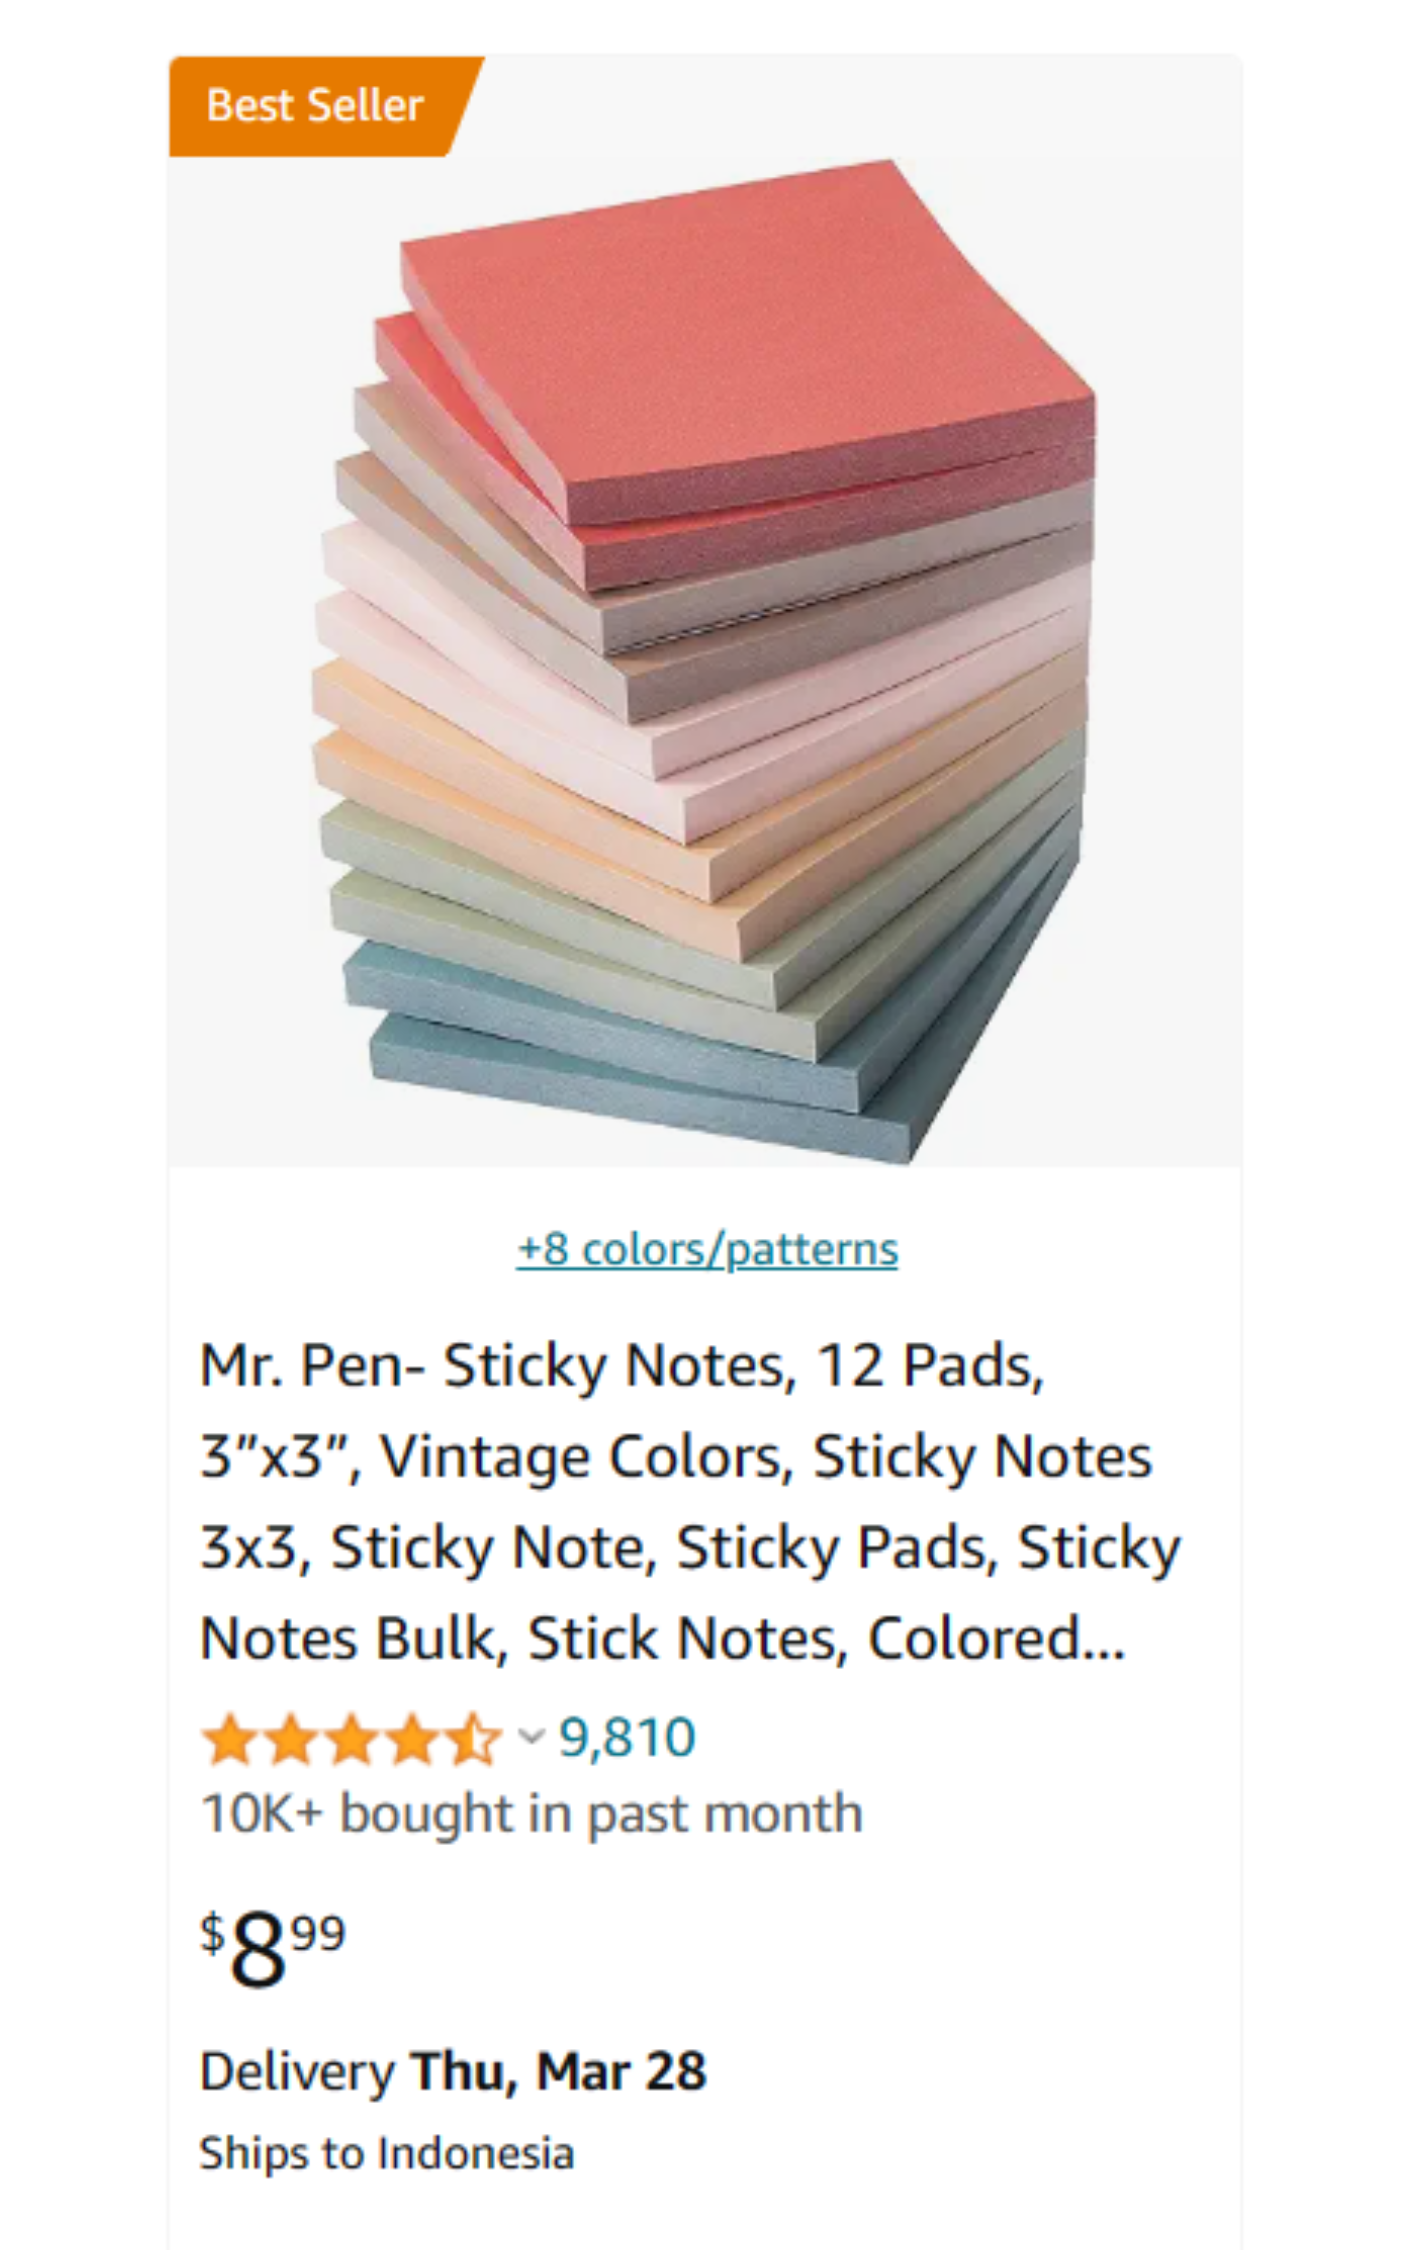 Best Seller
+8 colors/patterns
Mr. Pen- Sticky Notes, 12 Pads,
3”x3”, Vintage Colors, Sticky Notes
3x3, Sticky Note, Sticky Pads, Sticky
Notes Bulk, Stick Notes, Colored...
9,810
10K+ bought in past month
$899
Delivery Thu, Mar 28
Ships to Indonesia